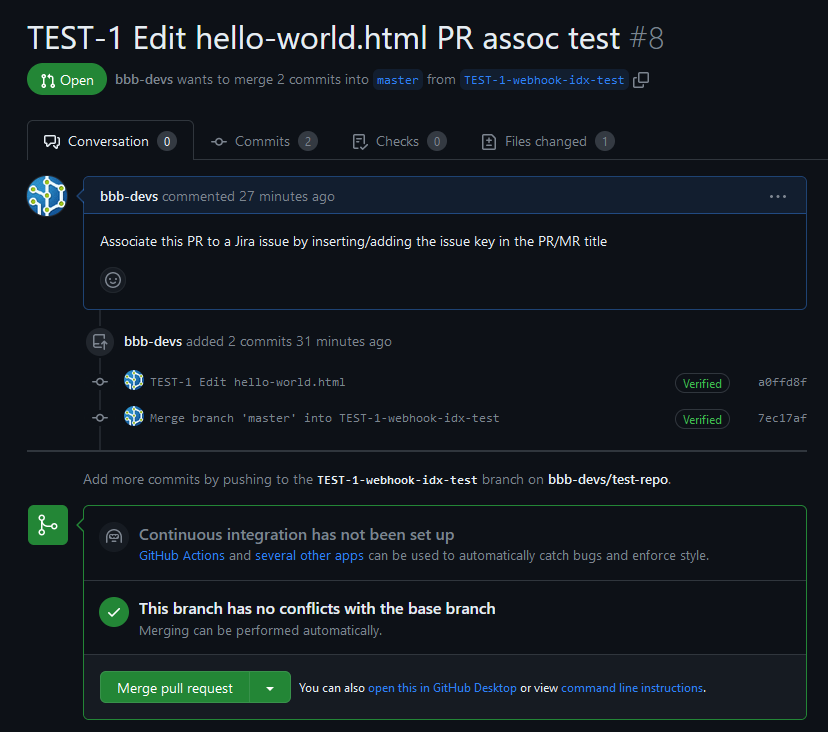 TEST-1 Edit hello-world.html PR assoc test #8
Open bbb-devs wants to merge 2 commits into master from TEST-1-webhook-idx-test
Conversation 0 Commits 2 Checks 0 Files changed 1
bbb-devs commented 27 minutes ago ...
Associate this PR to a Jira issue by inserting/adding the issue key in the PR/MR title
bbb-devs added 2 commits 31 minutes ago
TEST-1 Edit hello-world.html Verified a0ffd8f
Merge branch 'master' into TEST-1-webhook-idx-test Verified 7ec17af
Add more commits by pushing to the TEST-1-webhook-idx-test branch on bbb-devs/test-repo.
Continuous integration has not been set up
GitHub Actions and several other apps can be used to automatically catch bugs and enforce style.
This branch has no conflicts with the base branch
Merging can be performed automatically.
Merge pull request You can also open this in GitHub Desktop or view command line instructions.